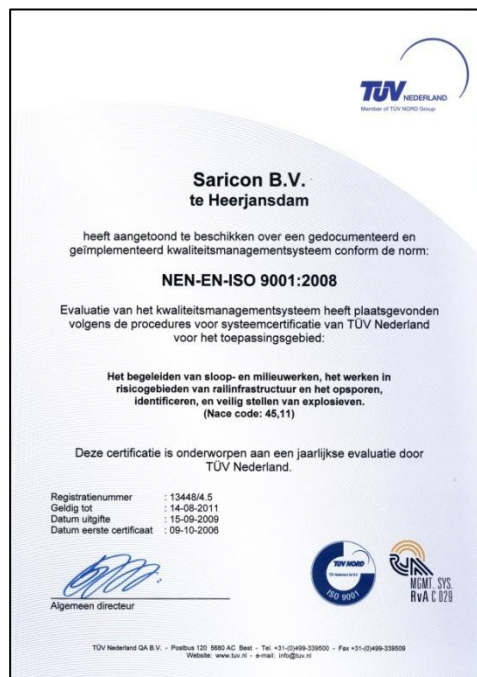 TÜV NEDERLAND
Member of TÜV NORD Group
Saricon B.V.
te Heerjansdam
heeft aangetoond te beschikken over een gedocumenteerd en
geïmplementeerd kwaliteitsmanagementsysteem conform de norm:
NEN-EN-ISO 9001:2008
Evaluatie van het kwaliteitsmanagementsysteem heeft plaatsgevonden
volgens de procedures voor systeemcertificatie van TÜV Nederland
voor het toepassingsgebied:
Het begeleiden van sloop- en milieuwerken, het werken in
risicogebieden van railinfrastructuur en het opsporen,
identificeren, en veilig stellen van explosieven.
(Nace code: 45,11)
Deze certificatie is onderworpen aan een jaarlijkse evaluatie door
TÜV Nederland.
Registratienummer : 13448/4.5
Geldig tot : 14-08-2011
Datum uitgifte : 15-09-2009
Datum eerste certificaat : 09-10-2006
Algemeen directeur
TÜV NORD
TÜV Nederland QA B.V.
ISO 9001
RvA
MGMT. SYS.
RvA C 029
TÜV Nederland QA B.V. - Postbus 120 5680 AC Best - Tel. +31-(0)499-339500 - Fax +31-(0)499-339509
Website: www.tuv.nl - e-mail: info@tuv.nl